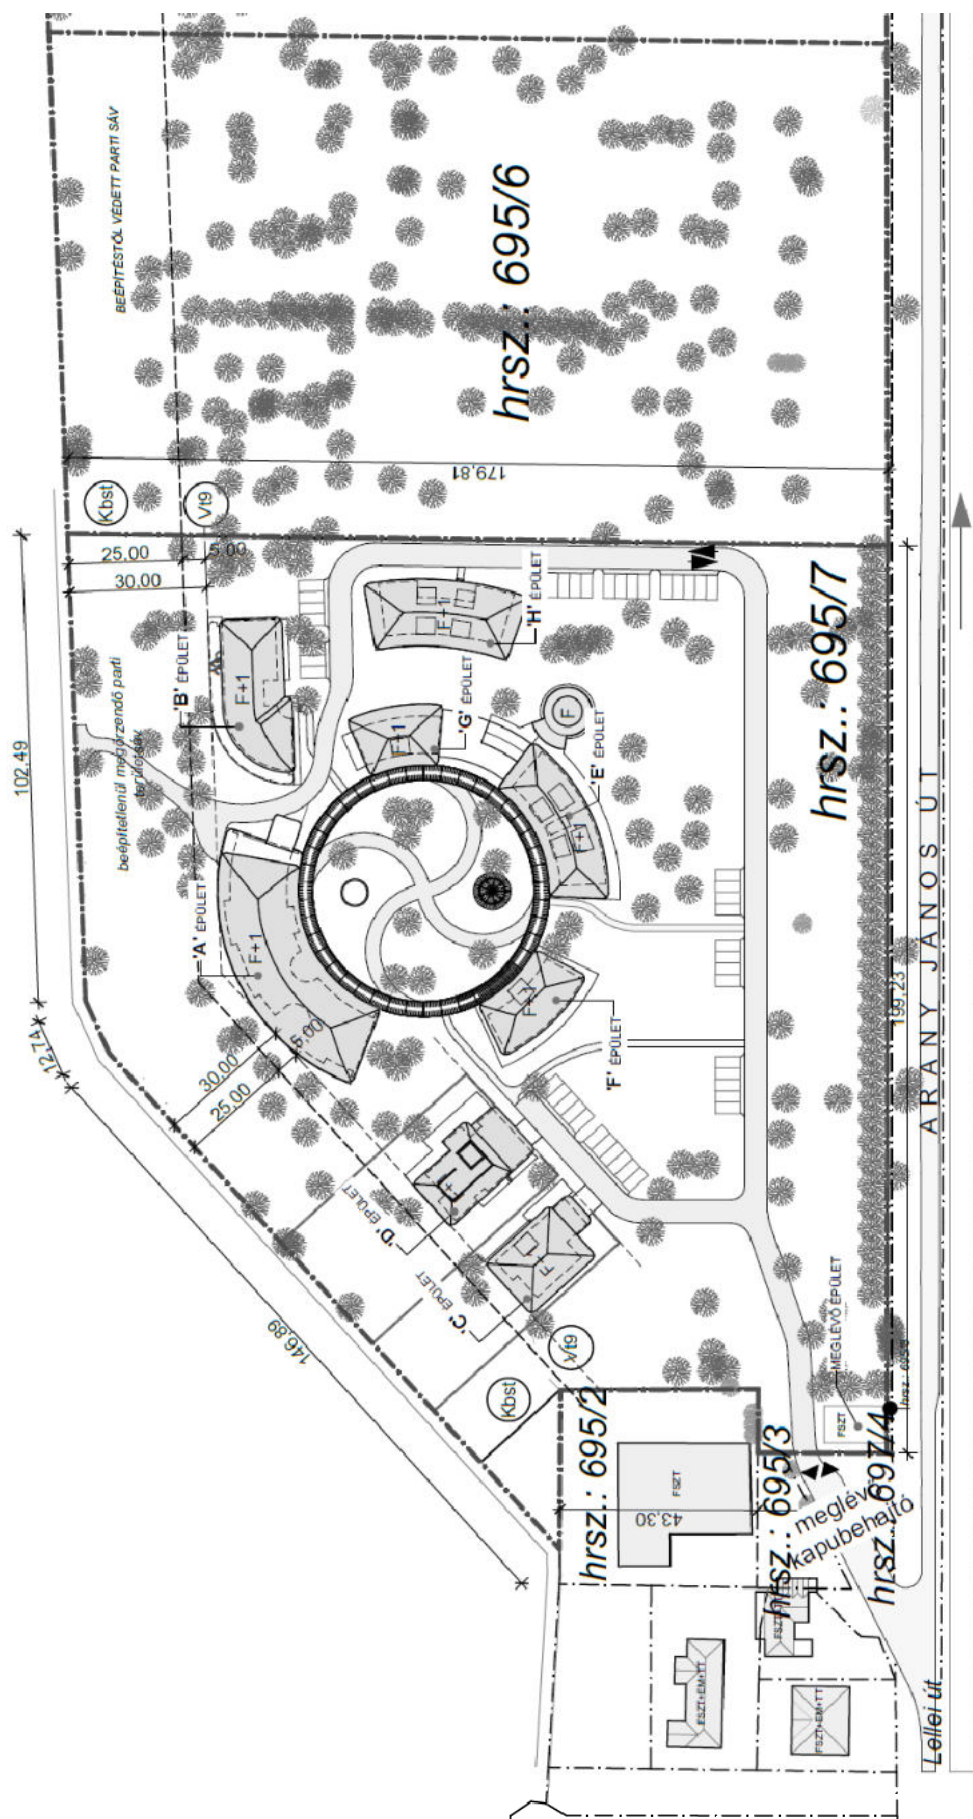 BEÉPÍTÉSTŐL VÉDETT PARTI SÁV
hrsz.: 695/6
179,81
Kbst
Vt9
25.00
5.00
30.00
102,49
'B' ÉPÜLET
F+1
beépítetlenül megőrzendő parti
F+1
'H' ÉPÜLET
F+1
'G' ÉPÜLET
F
'E' ÉPÜLET
F+1
hrsz.: 695/7
'A' ÉPÜLET
F+1
'F' ÉPÜLET
12,74
30.00
5.00
25.00
199,23
ARANY JÁNOS ÚT
'D' ÉPÜLET
'C' ÉPÜLET
146,89
Vt9
Kbst
MEGLÉVŐ ÉPÜLET
FSZT
hrsz.: 695/2
FSZT
43,30
hrsz.: 695/3
meglévő
kapubehajtó
hrsz.: 697/4
FSZT+EM+TT
FSZT+EM+TT
Lellei út